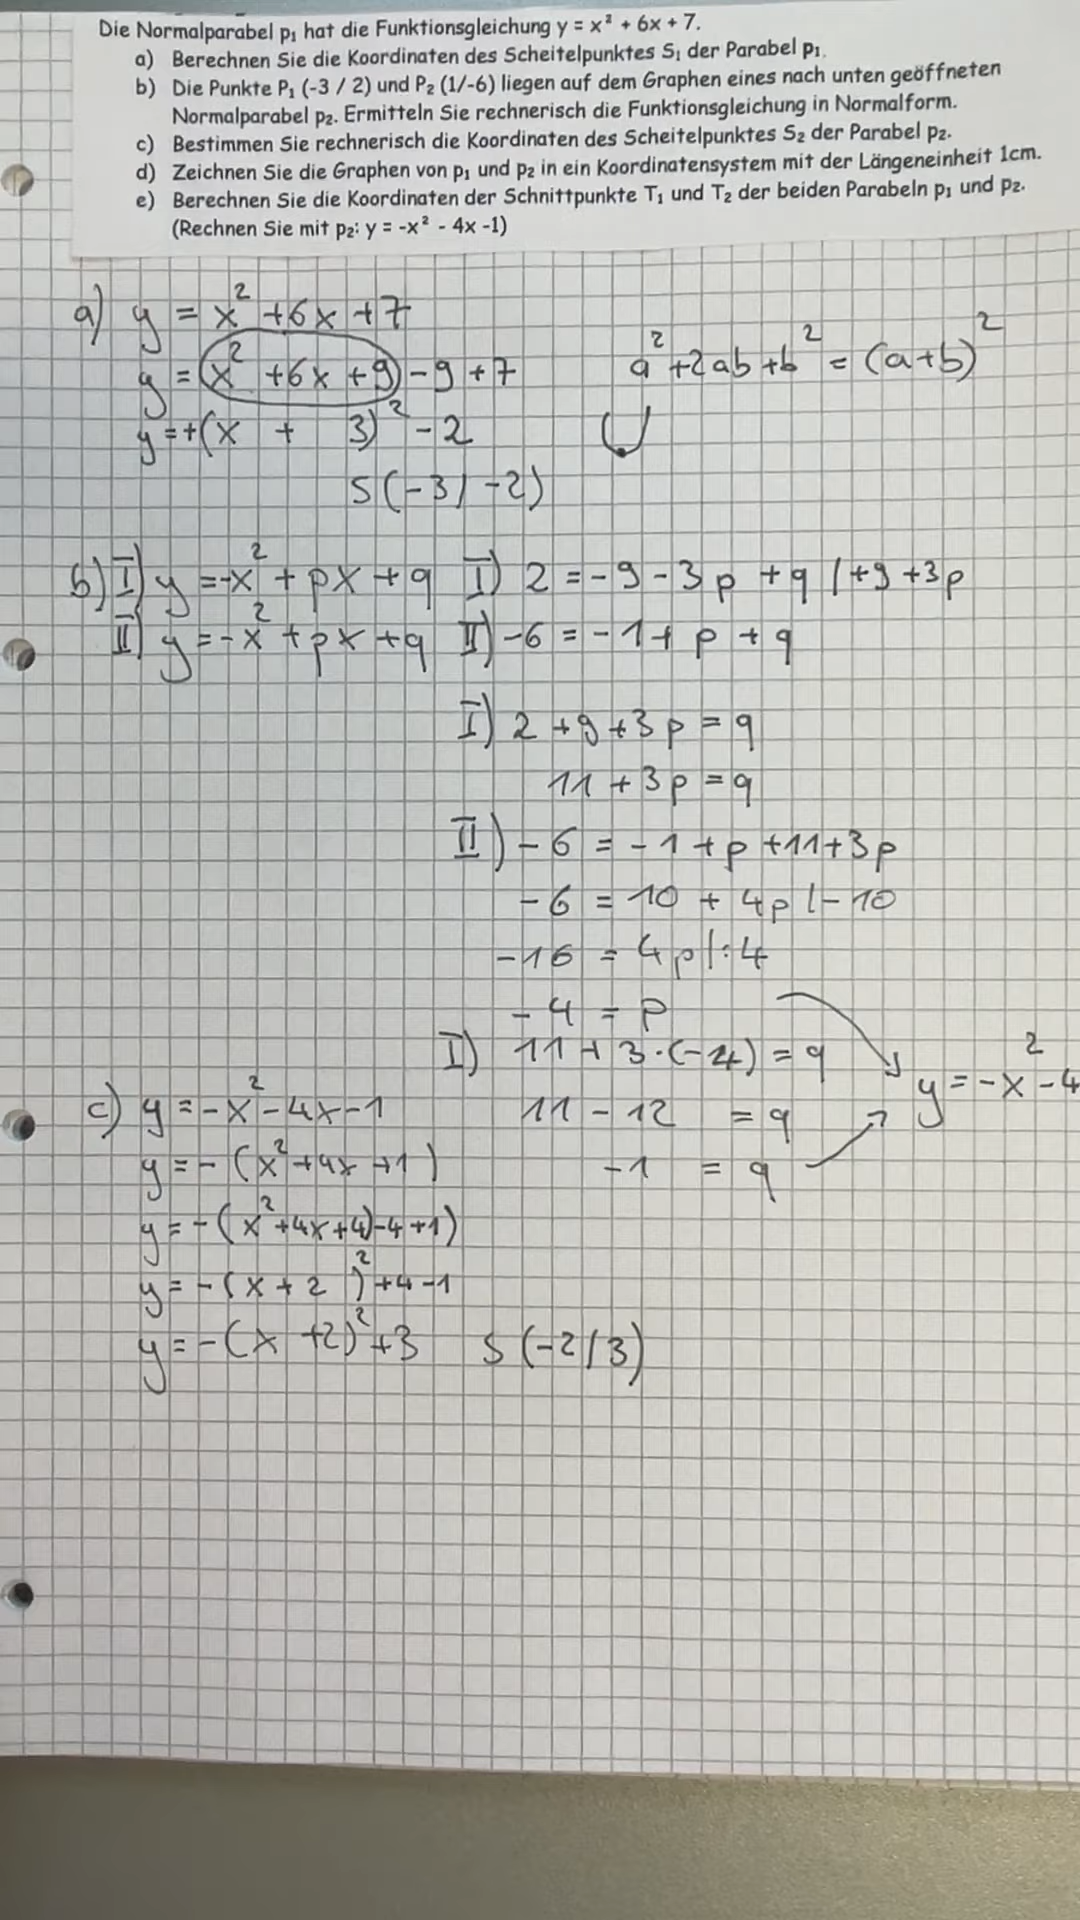 Die Normalparabel p₁ hat die Funktionsgleichung y = x² + 6x + 7.
a) Berechnen Sie die Koordinaten des Scheitelpunktes S₁ der Parabel p₁.
b) Die Punkte P₁ (-3 / 2) und P₂ (1/-6) liegen auf dem Graphen eines nach unten geöffneten
Normalparabel p₂. Ermitteln Sie rechnerisch die Funktionsgleichung in Normalform.
c) Bestimmen Sie rechnerisch die Koordinaten des Scheitelpunktes S₂ der Parabel p₂.
d) Zeichnen Sie die Graphen von p₁ und p₂ in ein Koordinatensystem mit der Längeneinheit 1cm.
e) Berechnen Sie die Koordinaten der Schnittpunkte T₁ und T₂ der beiden Parabeln p₁ und p₂.
(Rechnen Sie mit p₂: y = -x² - 4x -1)
a) y = x² +6x +7
y = (x² +6x +9) -9 +7
a² +2ab +b² = (a+b)²
y = +(x + 3)² -2
S(-3/ -2)
b) I) y = -x² + px + q I) 2 = -9 -3p +q |+9 +3p
II) y = -x² + px + q II) -6 = -1 + p + q
I) 2 +9 +3p = q
11 + 3p = q
II) -6 = -1 +p +11+3p
-6 = 10 + 4p |-10
-16 = 4p |:4
-4 = p
I) 11 + 3·(-4) = q
y = -x² -4
11 - 12 = q
-1 = q
c) y = -x² -4x -1
y = -(x² +4x +1)
y = -(x² +4x +4)-4+1)
y = -(x + 2 )² +4 -1
y = -(x +2)² +3 S(-2/3)